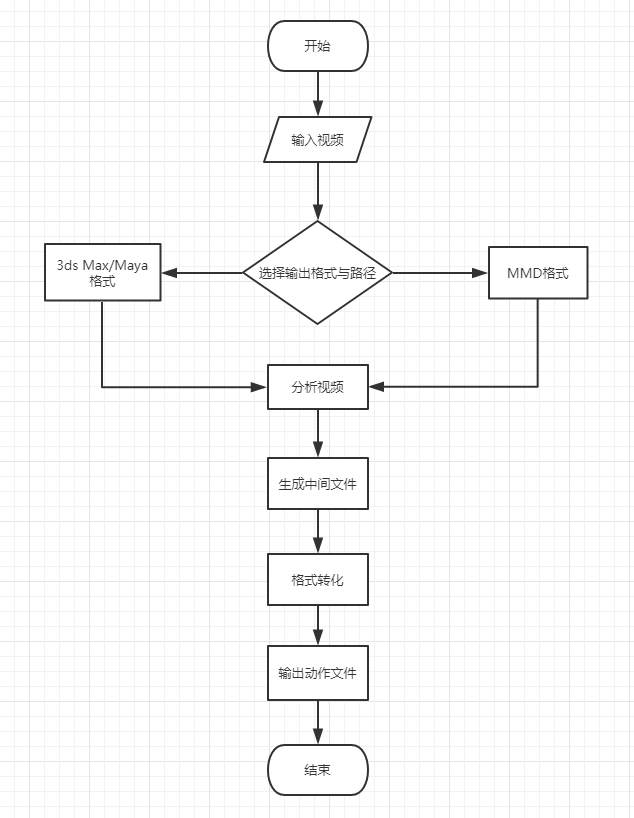 开始
输入视频
选择输出格式与路径
3ds Max/Maya
格式
MMD格式
分析视频
生成中间文件
格式转化
输出动作文件
结束